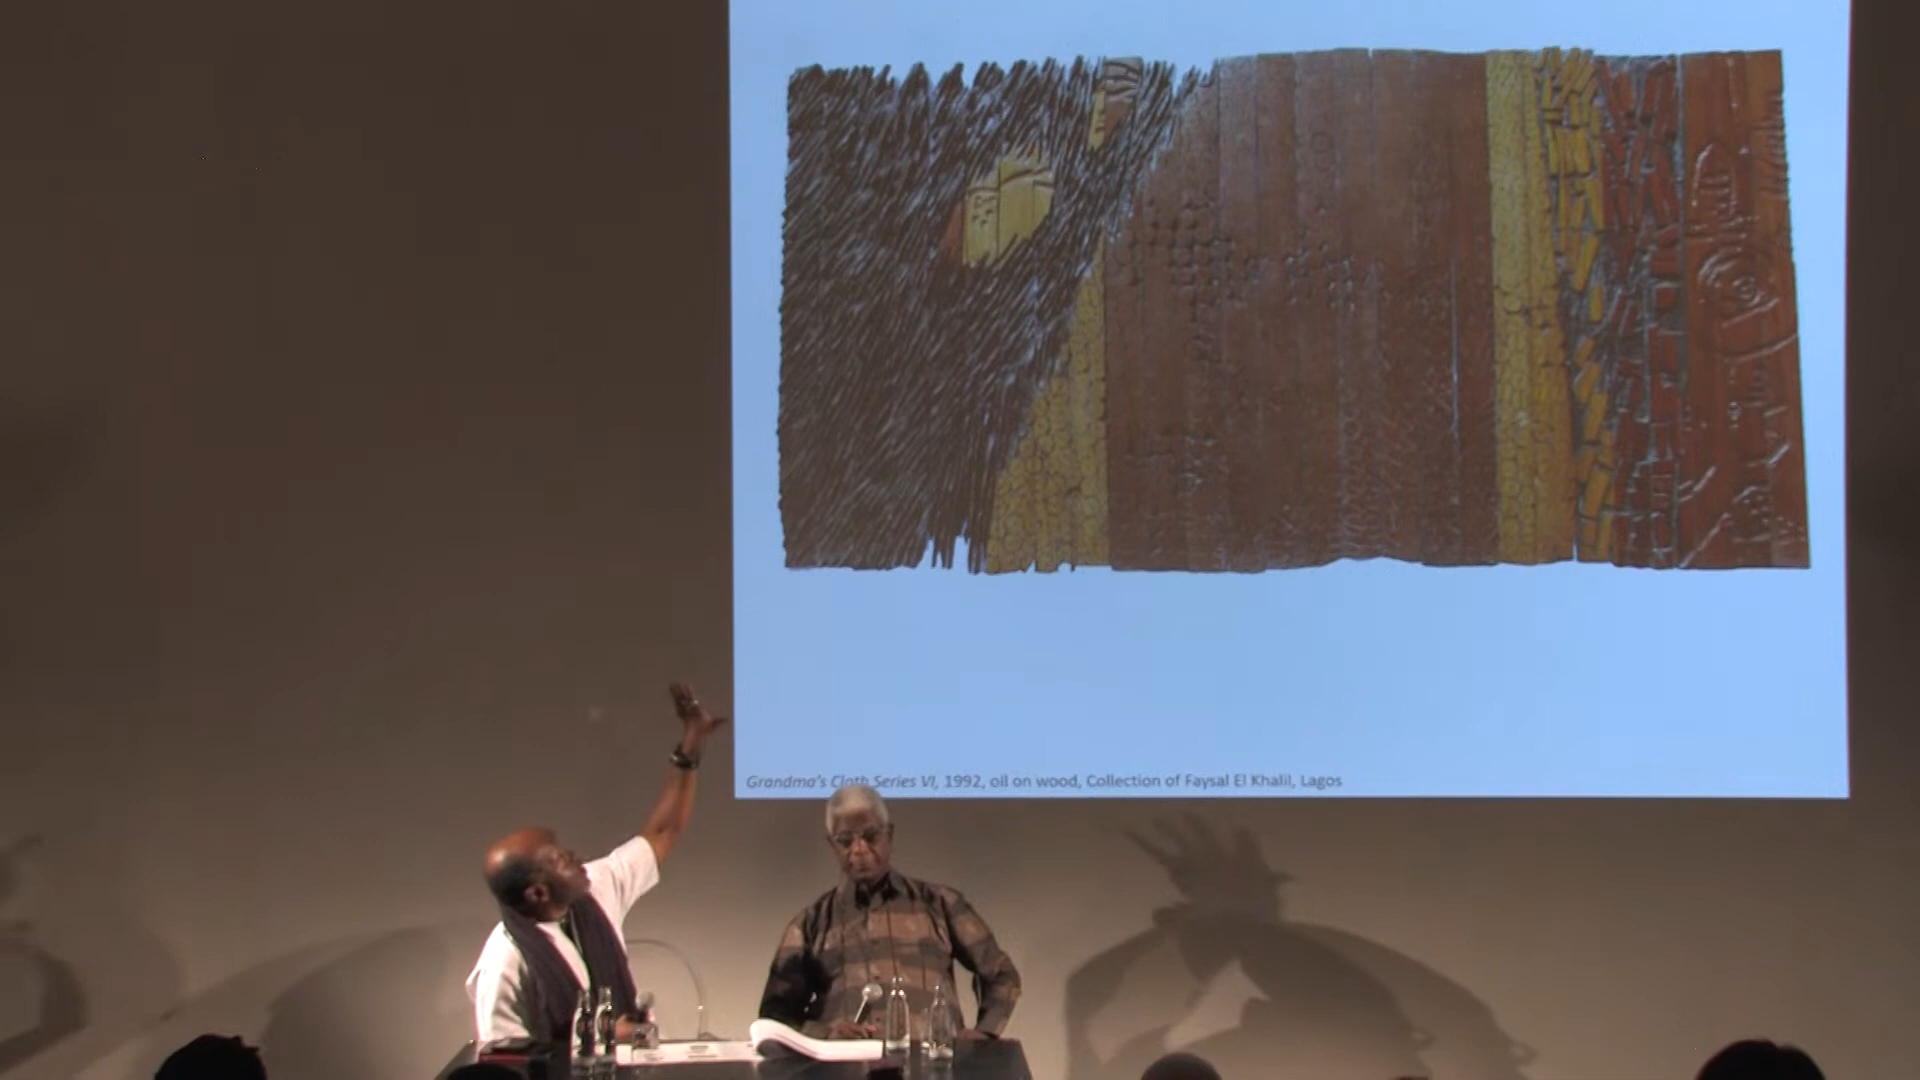 Grandma's Cloth Series VI, 1992, oil on wood, Collection of Faysal El Khalil, Lagos